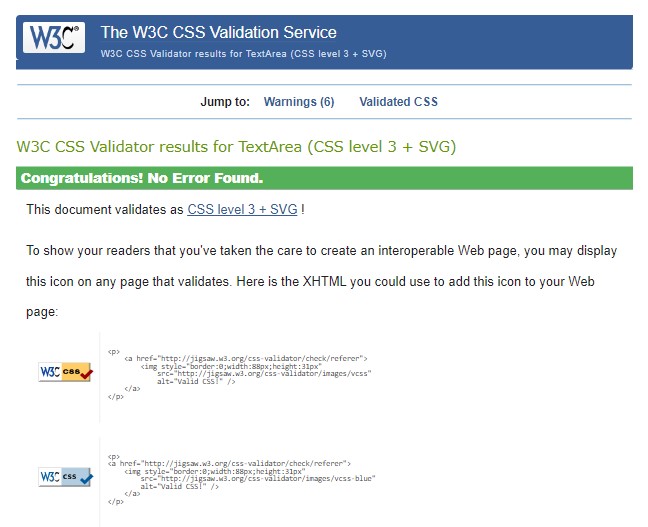 W3C®
The W3C CSS Validation Service
W3C CSS Validator results for TextArea (CSS level 3 + SVG)
Jump to: Warnings (6) Validated CSS
W3C CSS Validator results for TextArea (CSS level 3 + SVG)
Congratulations! No Error Found.
This document validates as CSS level 3 + SVG !
To show your readers that you've taken the care to create an interoperable Web page, you may display
this icon on any page that validates. Here is the XHTML you could use to add this icon to your Web
page:
W3C css
<p>
<a href="http://jigsaw.w3.org/css-validator/check/referer">
<img style="border:0;width:88px;height:31px"
src="http://jigsaw.w3.org/css-validator/images/vcss"
alt="Valid CSS!" />
</a>
</p>
W3C css
<p>
<a href="http://jigsaw.w3.org/css-validator/check/referer">
<img style="border:0;width:88px;height:31px"
src="http://jigsaw.w3.org/css-validator/images/vcss-blue"
alt="Valid CSS!" />
</a>
</p>